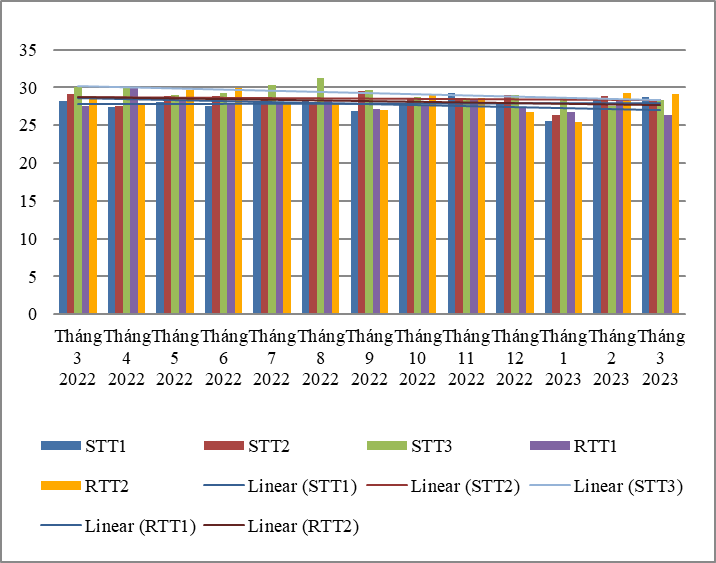 35
30
25
20
15
10
5
0
Tháng Tháng Tháng Tháng Tháng Tháng Tháng Tháng Tháng Tháng Tháng Tháng Tháng
3 4 5 6 7 8 9 10 11 12 1 2 3
2022 2022 2022 2022 2022 2022 2022 2022 2022 2022 2023 2023 2023
STT1 STT2 STT3 RTT1
RTT2 Linear (STT1) Linear (STT2) Linear (STT3)
Linear (RTT1) Linear (RTT2)